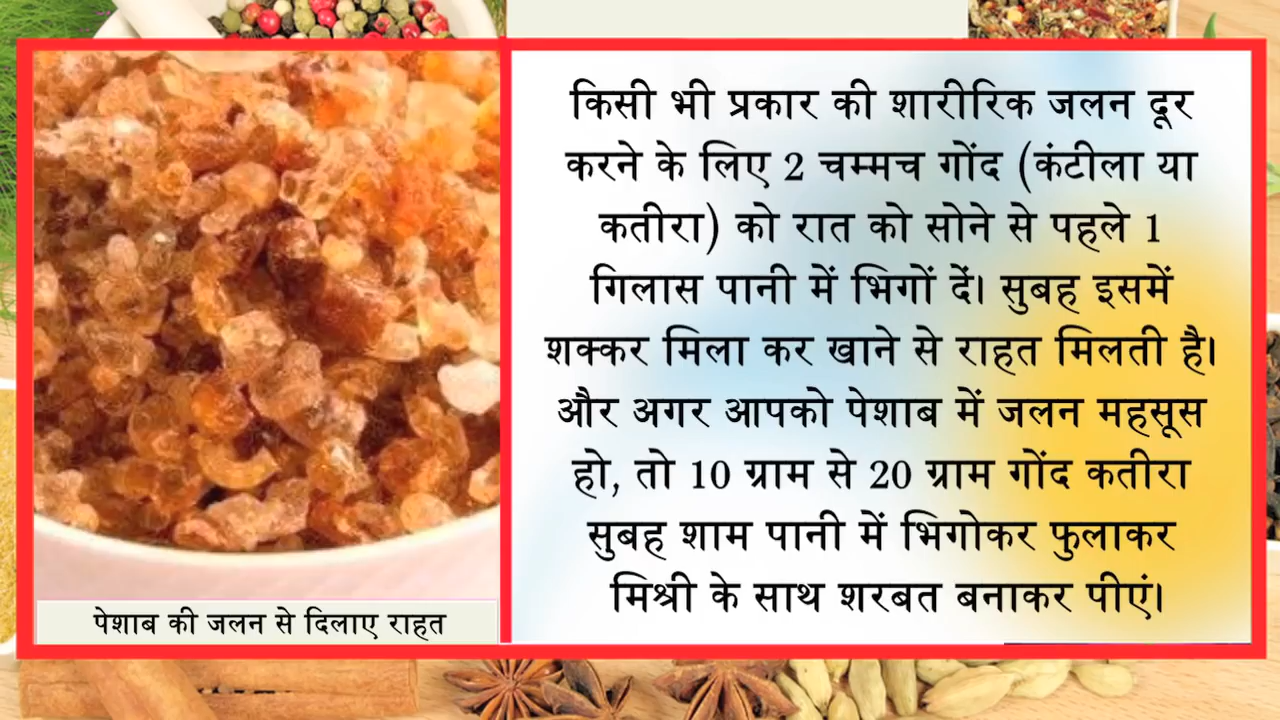 किसी भी प्रकार की शारीरिक जलन दूर
करने के लिए 2 चम्मच गोंद (कंटीला या
कतीरा) को रात को सोने से पहले 1
गिलास पानी में भिगों दें। सुबह इसमें
शक्कर मिला कर खाने से राहत मिलती है।
और अगर आपको पेशाब में जलन महसूस
हो, तो 10 ग्राम से 20 ग्राम गोंद कतीरा
सुबह शाम पानी में भिगोकर फुलाकर
मिश्री के साथ शरबत बनाकर पीएं।
पेशाब की जलन से दिलाए राहत